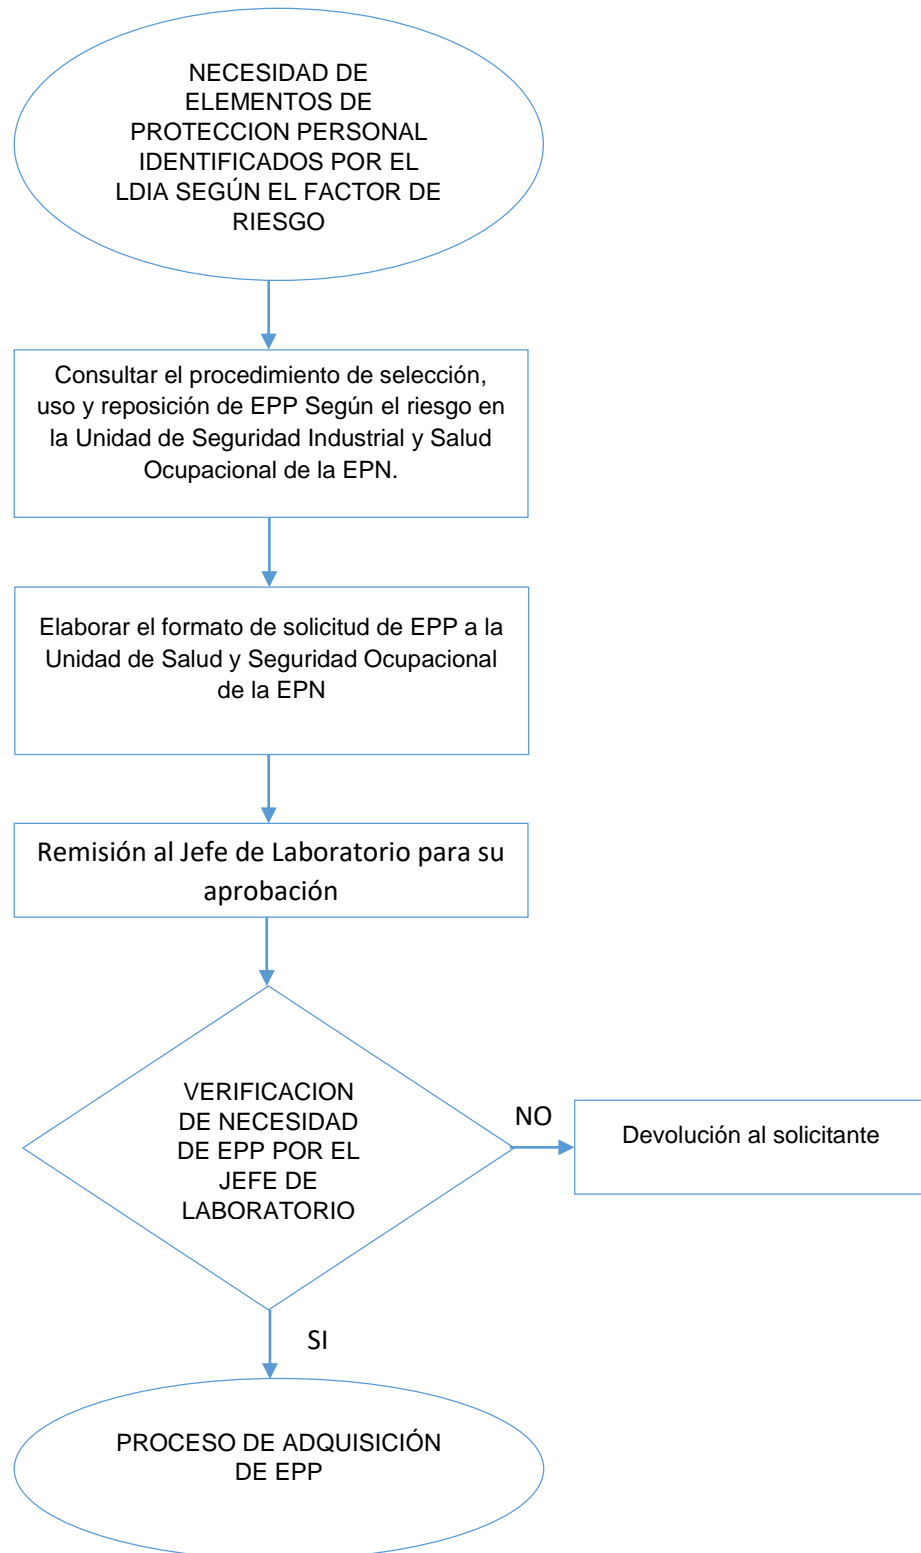 NECESIDAD DE
ELEMENTOS DE
PROTECCION PERSONAL
IDENTIFICADOS POR EL
LDIA SEGÚN EL FACTOR DE
RIESGO
Consultar el procedimiento de selección,
uso y reposición de EPP Según el riesgo en
la Unidad de Seguridad Industrial y Salud
Ocupacional de la EPN.
Elaborar el formato de solicitud de EPP a la
Unidad de Salud y Seguridad Ocupacional
de la EPN
Remisión al Jefe de Laboratorio para su
aprobación
VERIFICACION
DE NECESIDAD
DE EPP POR EL
JEFE DE
LABORATORIO
NO
Devolución al solicitante
SI
PROCESO DE ADQUISICIÓN
DE EPP